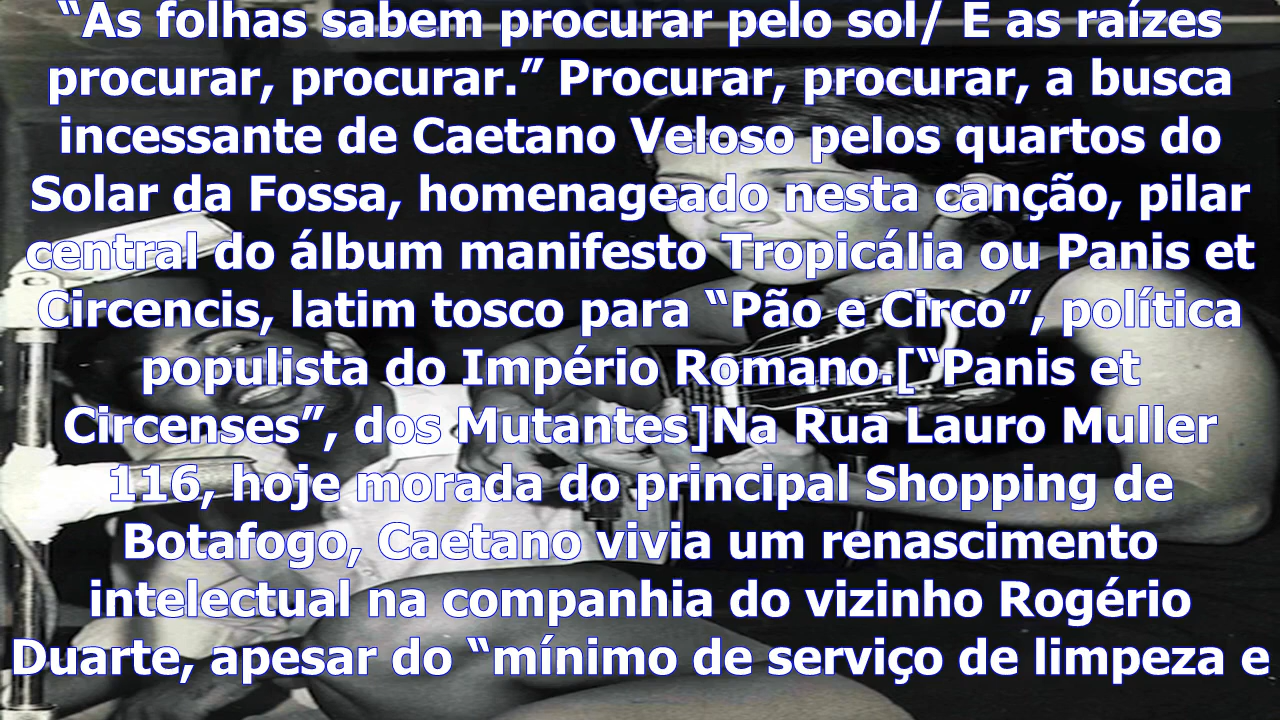 “As folhas sabem procurar pelo sol/ E as raízes
procurar, procurar.” Procurar, procurar, a busca
incessante de Caetano Veloso pelos quartos do
Solar da Fossa, homenageado nesta canção, pilar
central do álbum manifesto Tropicália ou Panis et
Circencis, latim tosco para “Pão e Circo”, política
populista do Império Romano.[“Panis et
Circenses”, dos Mutantes]Na Rua Lauro Muller
116, hoje morada do principal Shopping de
Botafogo, Caetano vivia um renascimento
intelectual na companhia do vizinho Rogério
Duarte, apesar do “mínimo de serviço de limpeza e